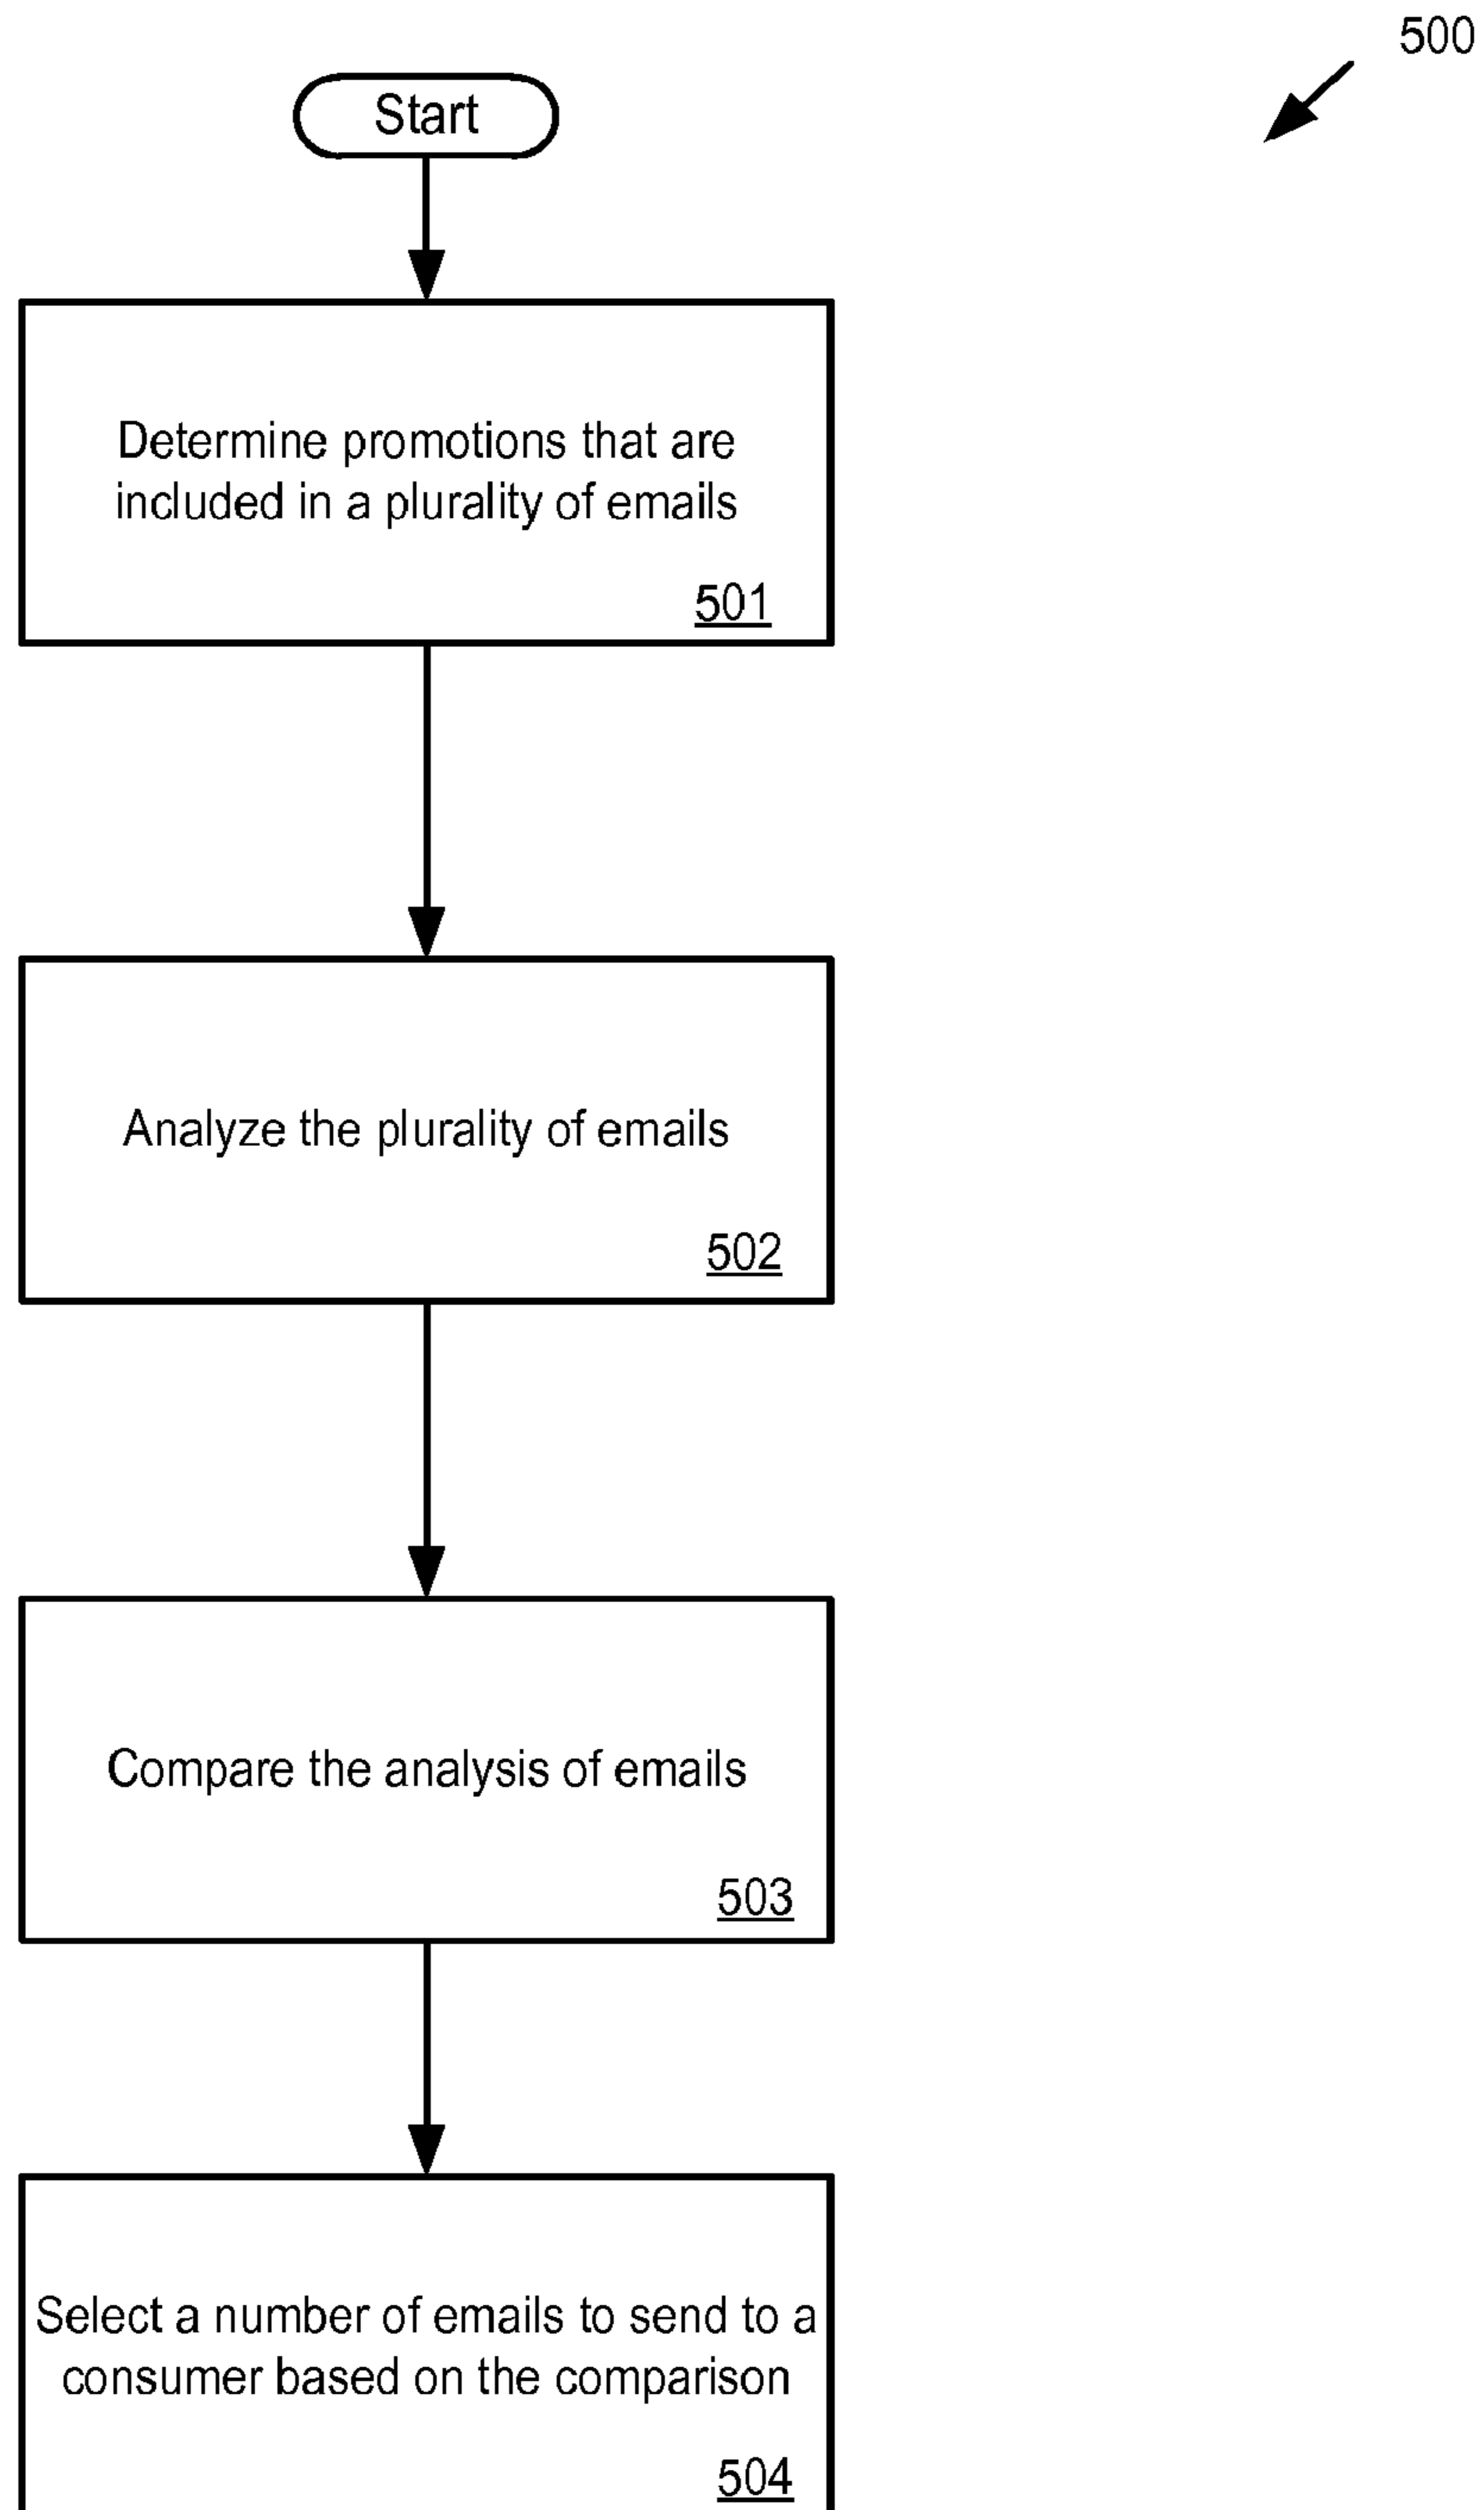 500
Start
Determine promotions that are
included in a plurality of emails
501
Analyze the plurality of emails
502
Compare the analysis of emails
503
Select a number of emails to send to a
consumer based on the comparison
504